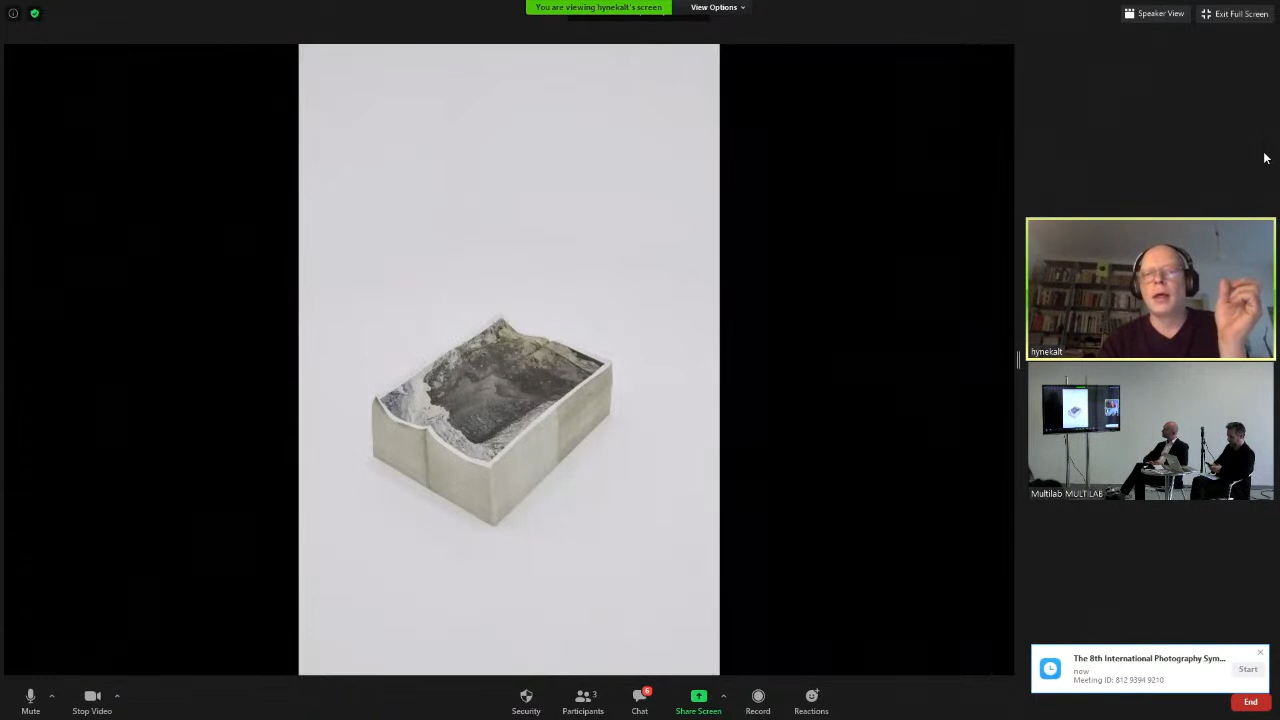 You are viewing hynekalt's screen
View Options
Speaker View
Exit Full Screen
hynekalt
Multilab MULTILAB
The 8th International Photography Sym...
now
Meeting ID: 812 9394 9210
Start
Mute
Stop Video
Security
Participants
3
Chat
6
Share Screen
Record
Reactions
End